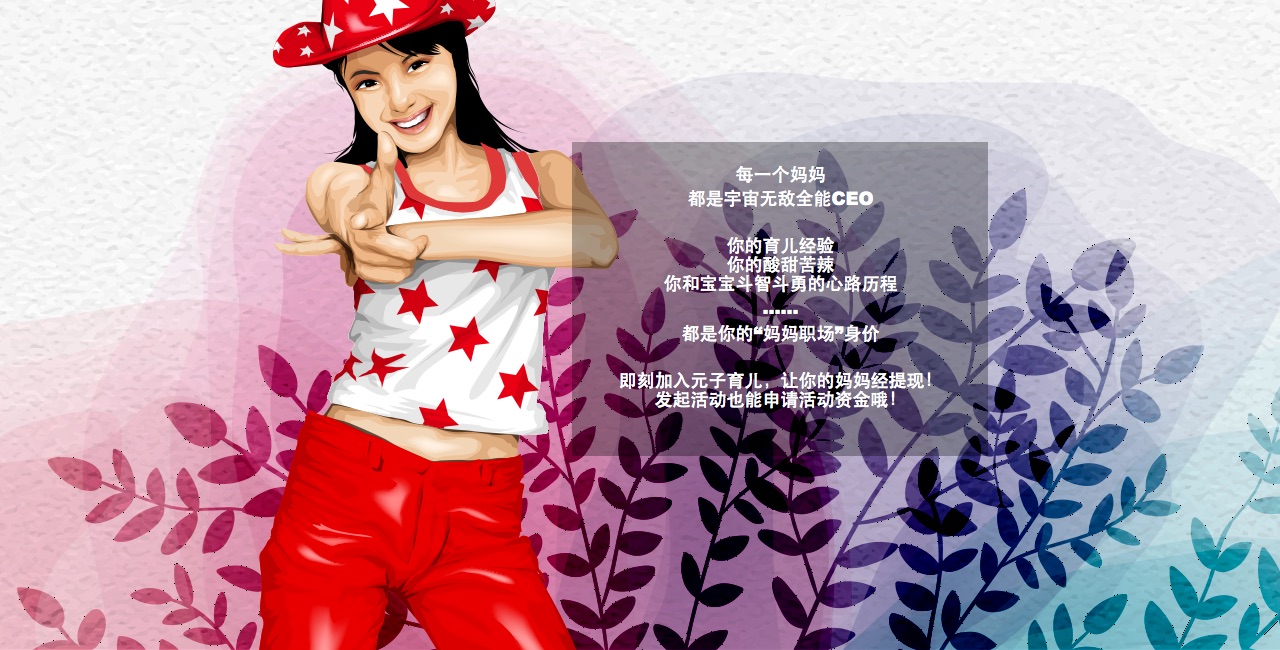 每一个妈妈
都是宇宙无敌全能CEO
你的育儿经验
你的酸甜苦辣
你和宝宝斗智斗勇的心路历程
……
都是你的“妈妈职场”身价
即刻加入元子育儿，让你的妈妈经提现！
发起活动也能申请活动资金哦！